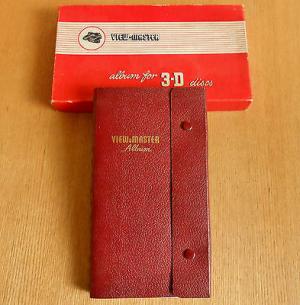 VIEW-MASTER
album for 3-D discs
VIEW-MASTER
Album